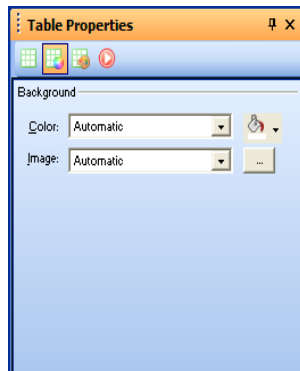 Table Properties
Background
Color: Automatic
Image: Automatic ...